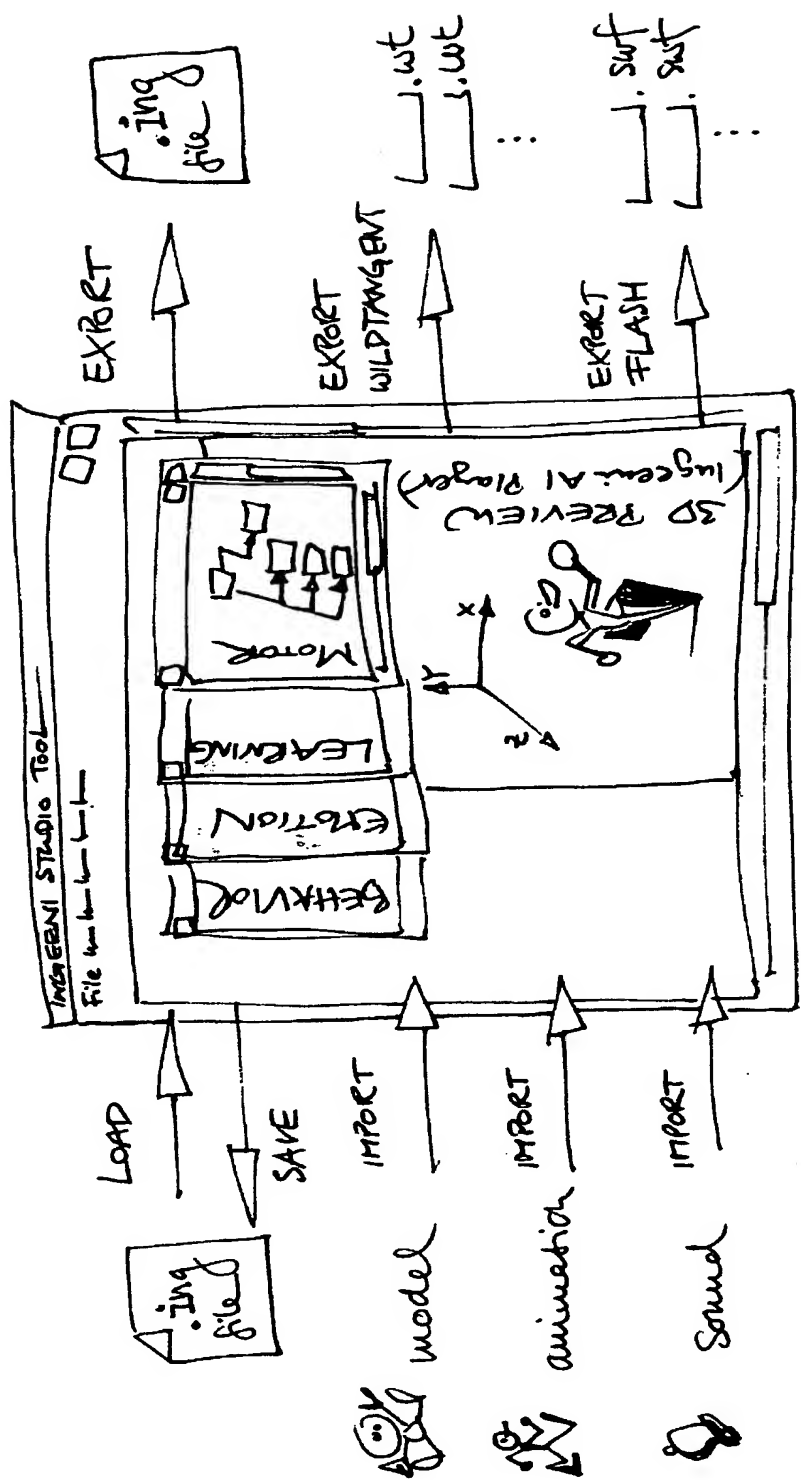 INGEENI STUDIO TOOL
File
LOAD
SAVE
.Ing
file
IMPORT
model
IMPORT
animation
IMPORT
Sound
BEHAVIOR
EMOTION
LEARNING
MOTOR
Y
X
Z
3D PREVIEW
(Ingeeni AI Player)
EXPORT
.Ing
file
EXPORT
WILDTANGENT
.wt
.wt
...
EXPORT
FLASH
.swf
.swf
...